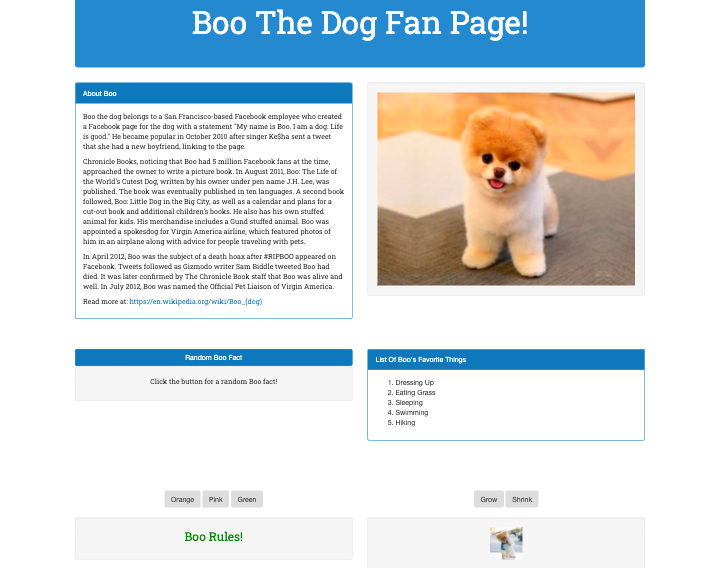 Boo The Dog Fan Page!
About Boo
Boo the dog belongs to a San Francisco-based Facebook employee who created
a Facebook page for the dog with a statement "My name is Boo. I am a dog. Life
is good." He became popular in October 2010 after singer Ke$ha sent a tweet
that she had a new boyfriend, linking to the page.
Chronicle Books, noticing that Boo had 5 million Facebook fans at the time,
approached the owner to write a picture book. In August 2011, Boo: The Life of
the World's Cutest Dog, written by his owner under pen name J.H. Lee, was
published. The book was eventually published in ten languages. A second book
followed, Boo: Little Dog in the Big City, as well as a calendar and plans for a
cut-out book and additional children's books. He also has his own stuffed
animal for kids. His merchandise includes a Gund stuffed animal. Boo was
appointed a spokesdog for Virgin America airline, which featured photos of
him in an airplane along with advice for people traveling with pets.
In April 2012, Boo was the subject of a death hoax after #RIPBOO appeared on
Facebook. Tweets followed as Gizmodo writer Sam Biddle tweeted Boo had
died. It was later confirmed by The Chronicle Book staff that Boo was alive and
well. In July 2012, Boo was named the Official Pet Liaison of Virgin America.
Read more at: https://en.wikipedia.org/wiki/Boo_(dog)
Random Boo Fact
Click the button for a random Boo fact!
List Of Boo's Favorite Things
1. Dressing Up
2. Eating Grass
3. Sleeping
4. Swimming
5. Hiking
Orange Pink Green
Grow Shrink
Boo Rules!